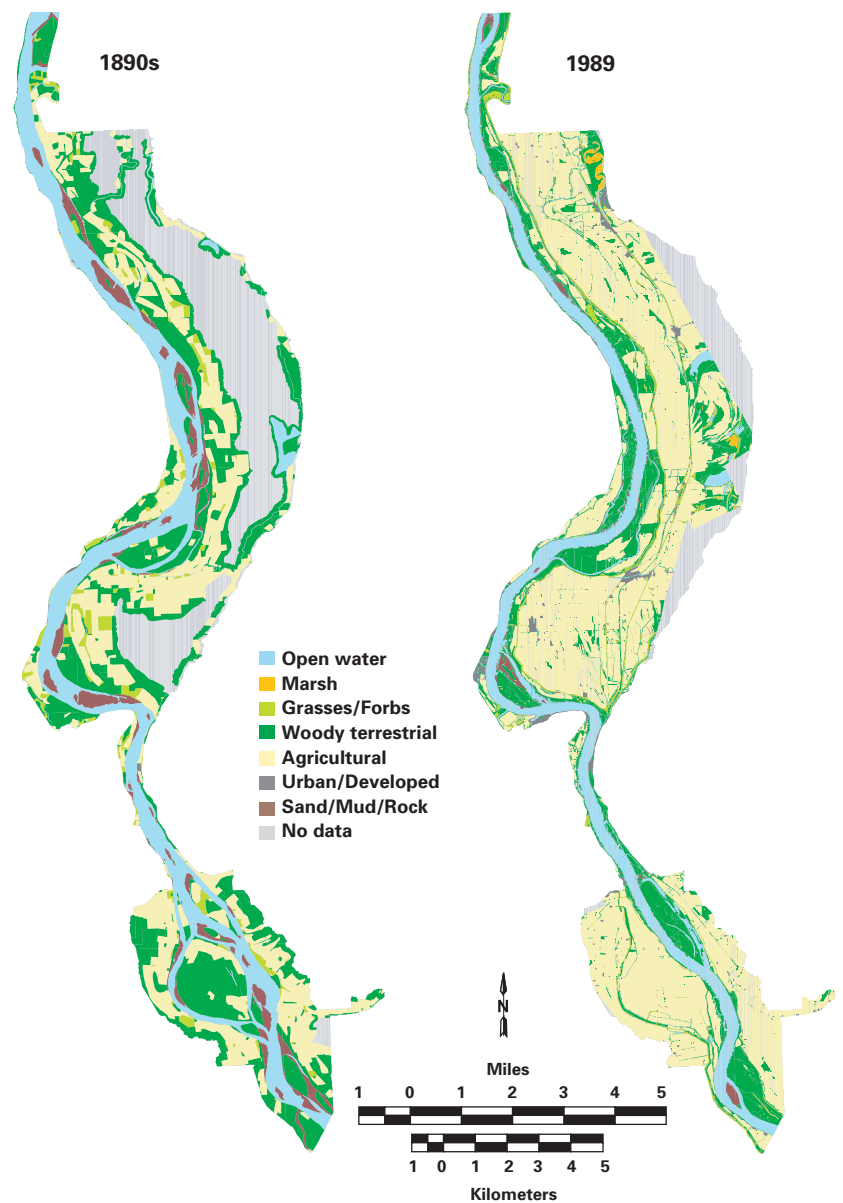 1890s
1989
Open water
Marsh
Grasses/Forbs
Woody terrestrial
Agricultural
Urban/Developed
Sand/Mud/Rock
No data
N
Miles
1 0 1 2 3 4 5
1 0 1 2 3 4 5
Kilometers